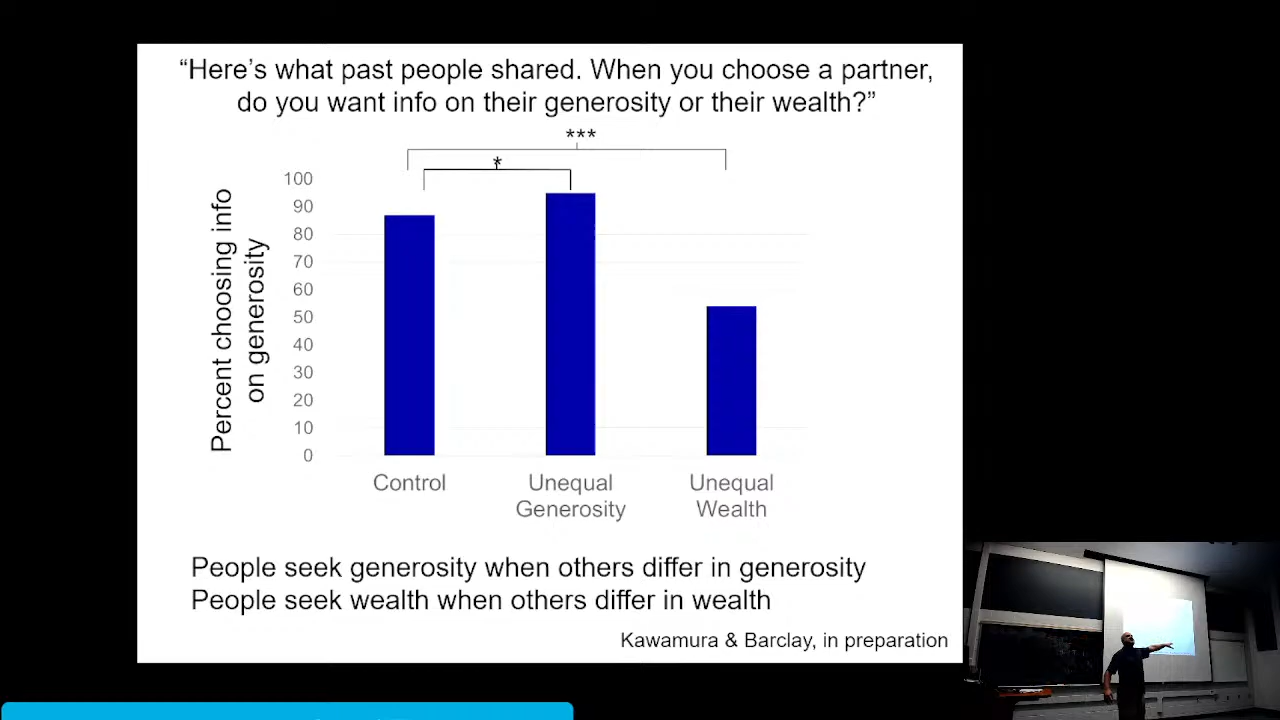 “Here’s what past people shared. When you choose a partner,
do you want info on their generosity or their wealth?”
***
*
100
90
80
70
60
50
40
30
20
10
0
Percent choosing info
on generosity
Control
Unequal
Generosity
Unequal
Wealth
People seek generosity when others differ in generosity
People seek wealth when others differ in wealth
Kawamura & Barclay, in preparation